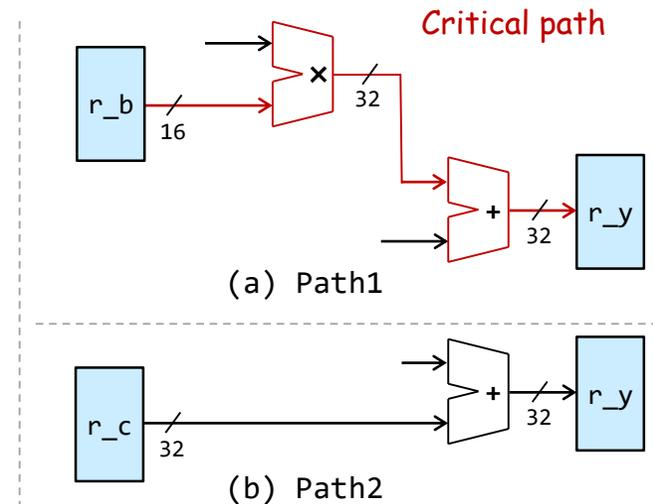 Critical path
r_b
16
×
32
+
32
r_y
(a) Path1
r_c
32
+
32
r_y
(b) Path2